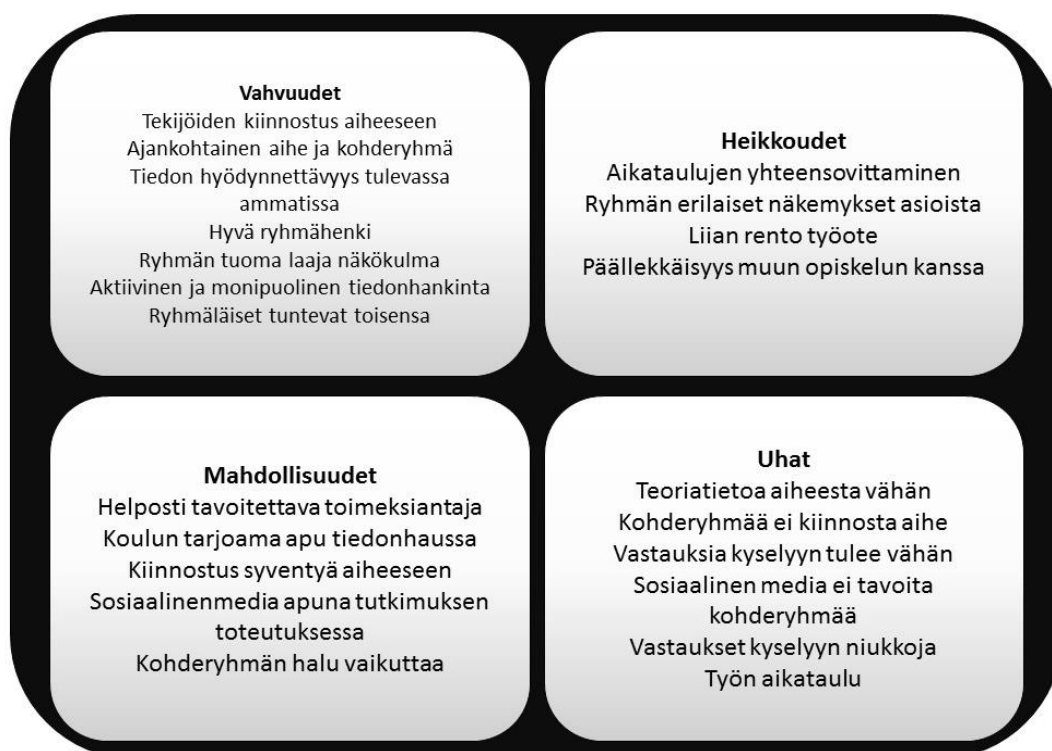 Vahvuudet
Tekijöiden kiinnostus aiheeseen
Ajankohtainen aihe ja kohderyhmä
Tiedon hyödynnettävyys tulevassa
ammatissa
Hyvä ryhmähenki
Ryhmän tuoma laaja näkökulma
Aktiivinen ja monipuolinen tiedonhankinta
Ryhmäläiset tuntevat toisensa
Heikkoudet
Aikataulujen yhteensovittaminen
Ryhmän erilaiset näkemykset asioista
Liian rento työote
Päällekkäisyys muun opiskelun kanssa
Mahdollisuudet
Helposti tavoitettava toimeksiantaja
Koulun tarjoama apu tiedonhaussa
Kiinnostus syventyä aiheeseen
Sosiaalinenmedia apuna tutkimuksen
toteutuksessa
Kohderyhmän halu vaikuttaa
Uhat
Teoriatietoa aiheesta vähän
Kohderyhmää ei kiinnosta aihe
Vastauksia kyselyyn tulee vähän
Sosiaalinen media ei tavoita
kohderyhmää
Vastaukset kyselyyn niukkoja
Työn aikataulu